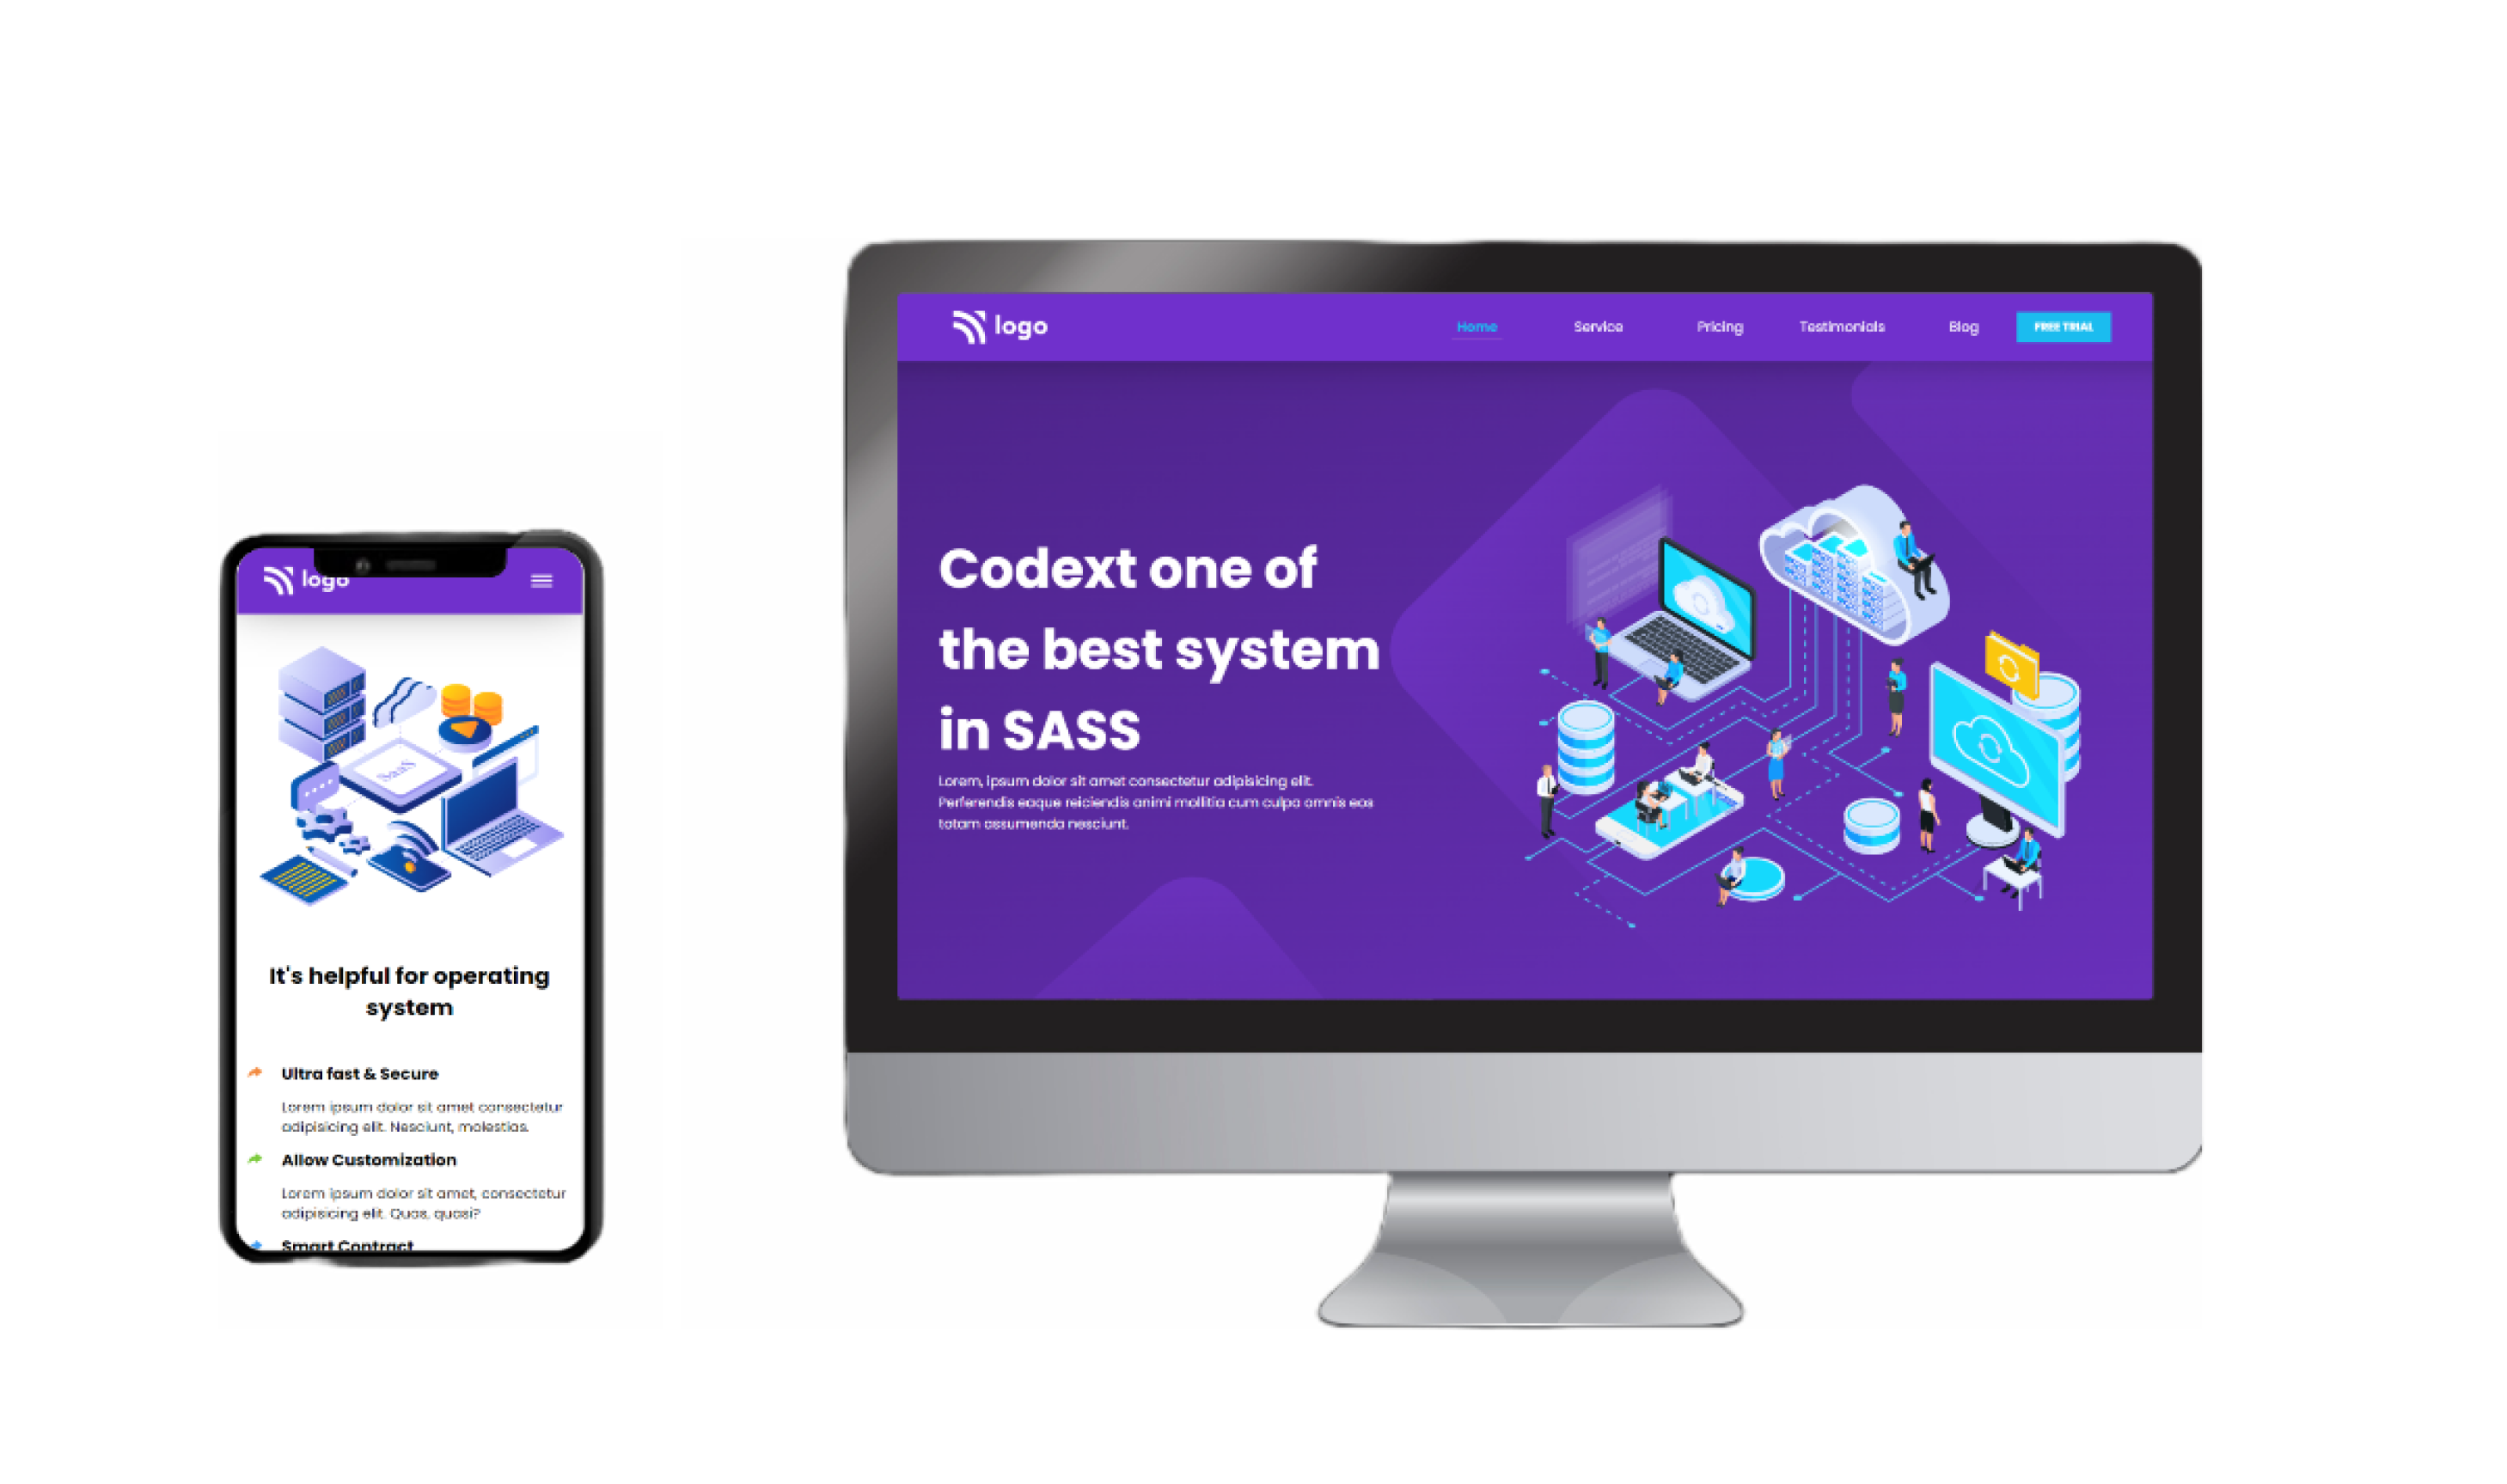 logo
It's helpful for operating
system
Ultra fast & Secure
Lorem ipsum dolor sit amet consectetur
adipisicing elit. Nesciunt, molestias.
Allow Customization
Lorem ipsum dolor sit amet, consectetur
adipisicing elit. Quas, quasi?
Smart Contract
SaaS
logo
Home
Service
Pricing
Testimonials
Blog
FREE TRIAL
Codext one of
the best system
in SASS
Lorem, ipsum dolor sit amet consectetur adipisicing elit.
Perferendis eaque reiciendis animi mollitia cum culpa omnis eos
totam assumenda nesciunt.